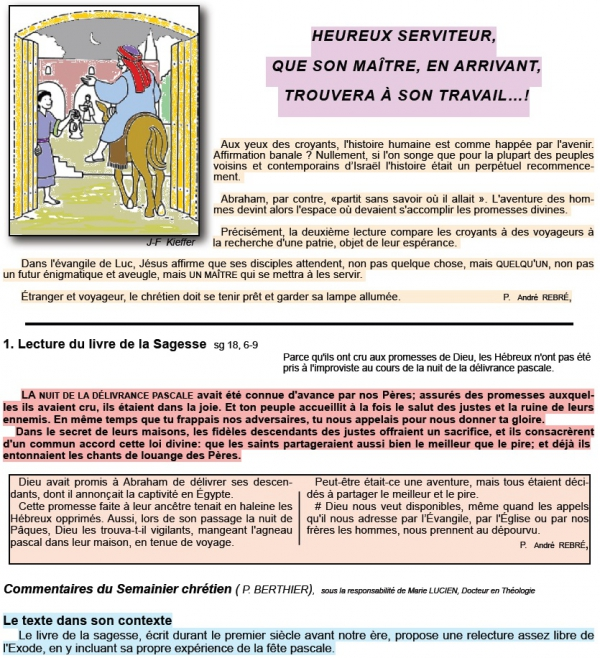 HEUREUX SERVITEUR,
QUE SON MAÎTRE, EN ARRIVANT,
TROUVERA À SON TRAVAIL...!
Aux yeux des croyants, l'histoire humaine est comme happée par l'avenir.
Affirmation banale ? Nullement, si l'on songe que pour la plupart des peuples
voisins et contemporains d'Israël l'histoire était un perpétuel recommence-
ment.
Abraham, par contre, «partit sans savoir où il allait ». L'aventure des hom-
mes devint alors l'espace où devaient s'accomplir les promesses divines.
Précisément, la deuxième lecture compare les croyants à des voyageurs à
la recherche d'une patrie, objet de leur espérance.
J-F Kieffer
Dans l'évangile de Luc, Jésus affirme que ses disciples attendent, non pas quelque chose, mais QUELQU'UN, non pas
un futur énigmatique et aveugle, mais UN MAÎTRE qui se mettra à les servir.
Étranger et voyageur, le chrétien doit se tenir prêt et garder sa lampe allumée. P. André REBRÉ,
1. Lecture du livre de la Sagesse sg 18, 6-9
Parce qu'ils ont cru aux promesses de Dieu, les Hébreux n'ont pas été
pris à l'improviste au cours de la nuit de la délivrance pascale.
LA NUIT DE LA DÉLIVRANCE PASCALE avait été connue d'avance par nos Pères; assurés des promesses auxquel-
les ils avaient cru, ils étaient dans la joie. Et ton peuple accueillit à la fois le salut des justes et la ruine de leurs
ennemis. En même temps que tu frappais nos adversaires, tu nous appelais pour nous donner ta gloire.
Dans le secret de leurs maisons, les fidèles descendants des justes offraient un sacrifice, et ils consacrèrent
d'un commun accord cette loi divine: que les saints partageraient aussi bien le meilleur que le pire; et déjà ils
entonnaient les chants de louange des Pères.
Dieu avait promis à Abraham de délivrer ses descen-
dants, dont il annonçait la captivité en Égypte.
Cette promesse faite à leur ancêtre tenait en haleine les
Hébreux opprimés. Aussi, lors de son passage la nuit de
Pâques, Dieu les trouva-t-il vigilants, mangeant l'agneau
pascal dans leur maison, en tenue de voyage.
Peut-être était-ce une aventure, mais tous étaient déci-
dés à partager le meilleur et le pire.
# Dieu nous veut disponibles, même quand les appels
qu'il nous adresse par l'Évangile, par l'Église ou par nos
frères les hommes, nous prennent au dépourvu.
P. André REBRÉ,
Commentaires du Semainier chrétien ( P. BERTHIER), sous la responsabilité de Marie LUCIEN, Docteur en Théologie
Le texte dans son contexte
Le livre de la sagesse, écrit durant le premier siècle avant notre ère, propose une relecture assez libre de
l'Exode, en y incluant sa propre expérience de la fête pascale.